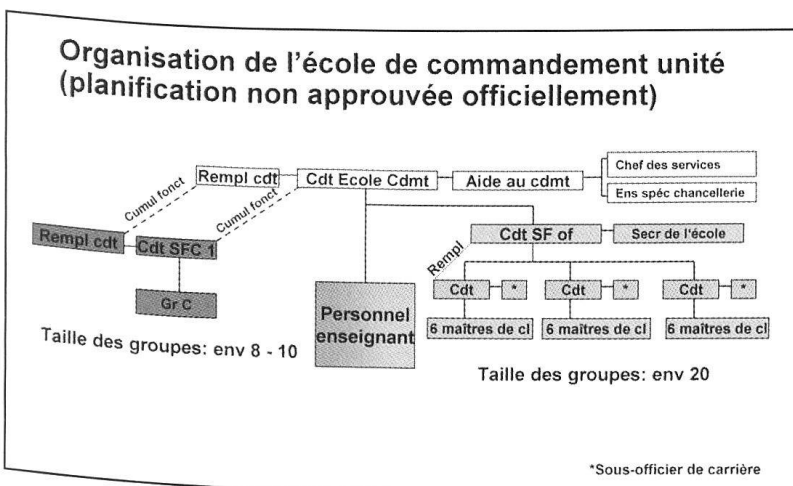 Organisation de l'école de commandement unité
(planification non approuvée officiellement)
Rempl cdt
Cdt Ecole Cdmt
Aide au cdmt
Chef des services
Ens spéc chancellerie
Cumul fonct
Cumul fonct
Rempl cdt
Cdt SFC 1
Gr C
Taille des groupes: env 8 - 10
Personnel
enseignant
Cdt SF of
Secr de l'école
Rempl
Cdt
*
Cdt
*
Cdt
*
6 maîtres de cl
6 maîtres de cl
6 maîtres de cl
Taille des groupes: env 20
*Sous-officier de carrière